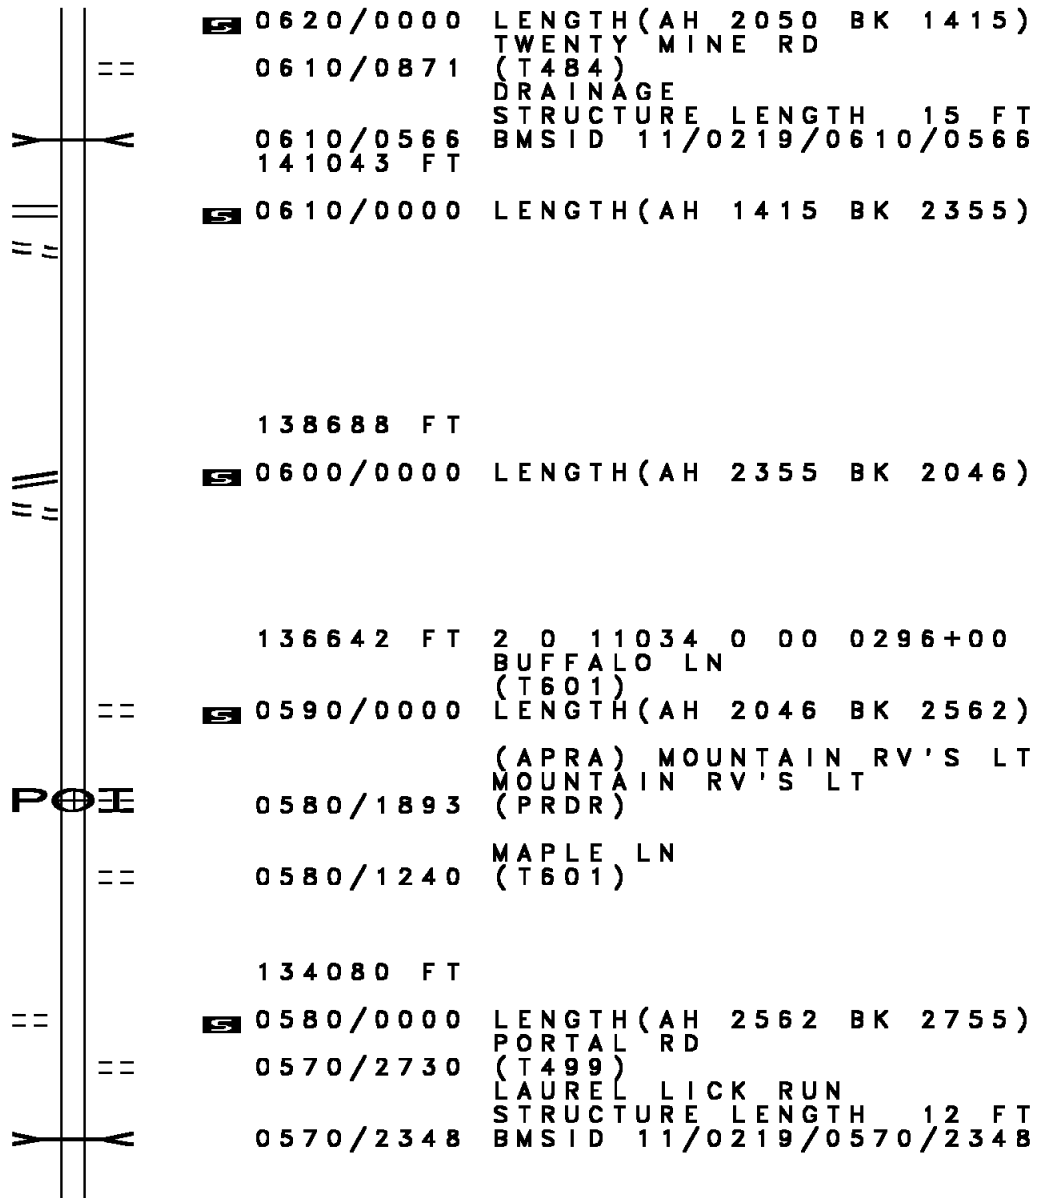 S 0620/0000 LENGTH(AH 2050 BK 1415)
TWENTY MINE RD
0610/0871 (T484)
DRAINAGE
STRUCTURE LENGTH 15 FT
0610/0566 BMSID 11/0219/0610/0566
141043 FT
S 0610/0000 LENGTH(AH 1415 BK 2355)
138688 FT
S 0600/0000 LENGTH(AH 2355 BK 2046)
136642 FT 2 0 11034 0 00 0296+00
BUFFALO LN
(T601)
S 0590/0000 LENGTH(AH 2046 BK 2562)
(APRA) MOUNTAIN RV'S LT
MOUNTAIN RV'S LT
POI 0580/1893 (PRDR)
MAPLE LN
0580/1240 (T601)
134080 FT
S 0580/0000 LENGTH(AH 2562 BK 2755)
PORTAL RD
0570/2730 (T499)
LAUREL LICK RUN
STRUCTURE LENGTH 12 FT
0570/2348 BMSID 11/0219/0570/2348